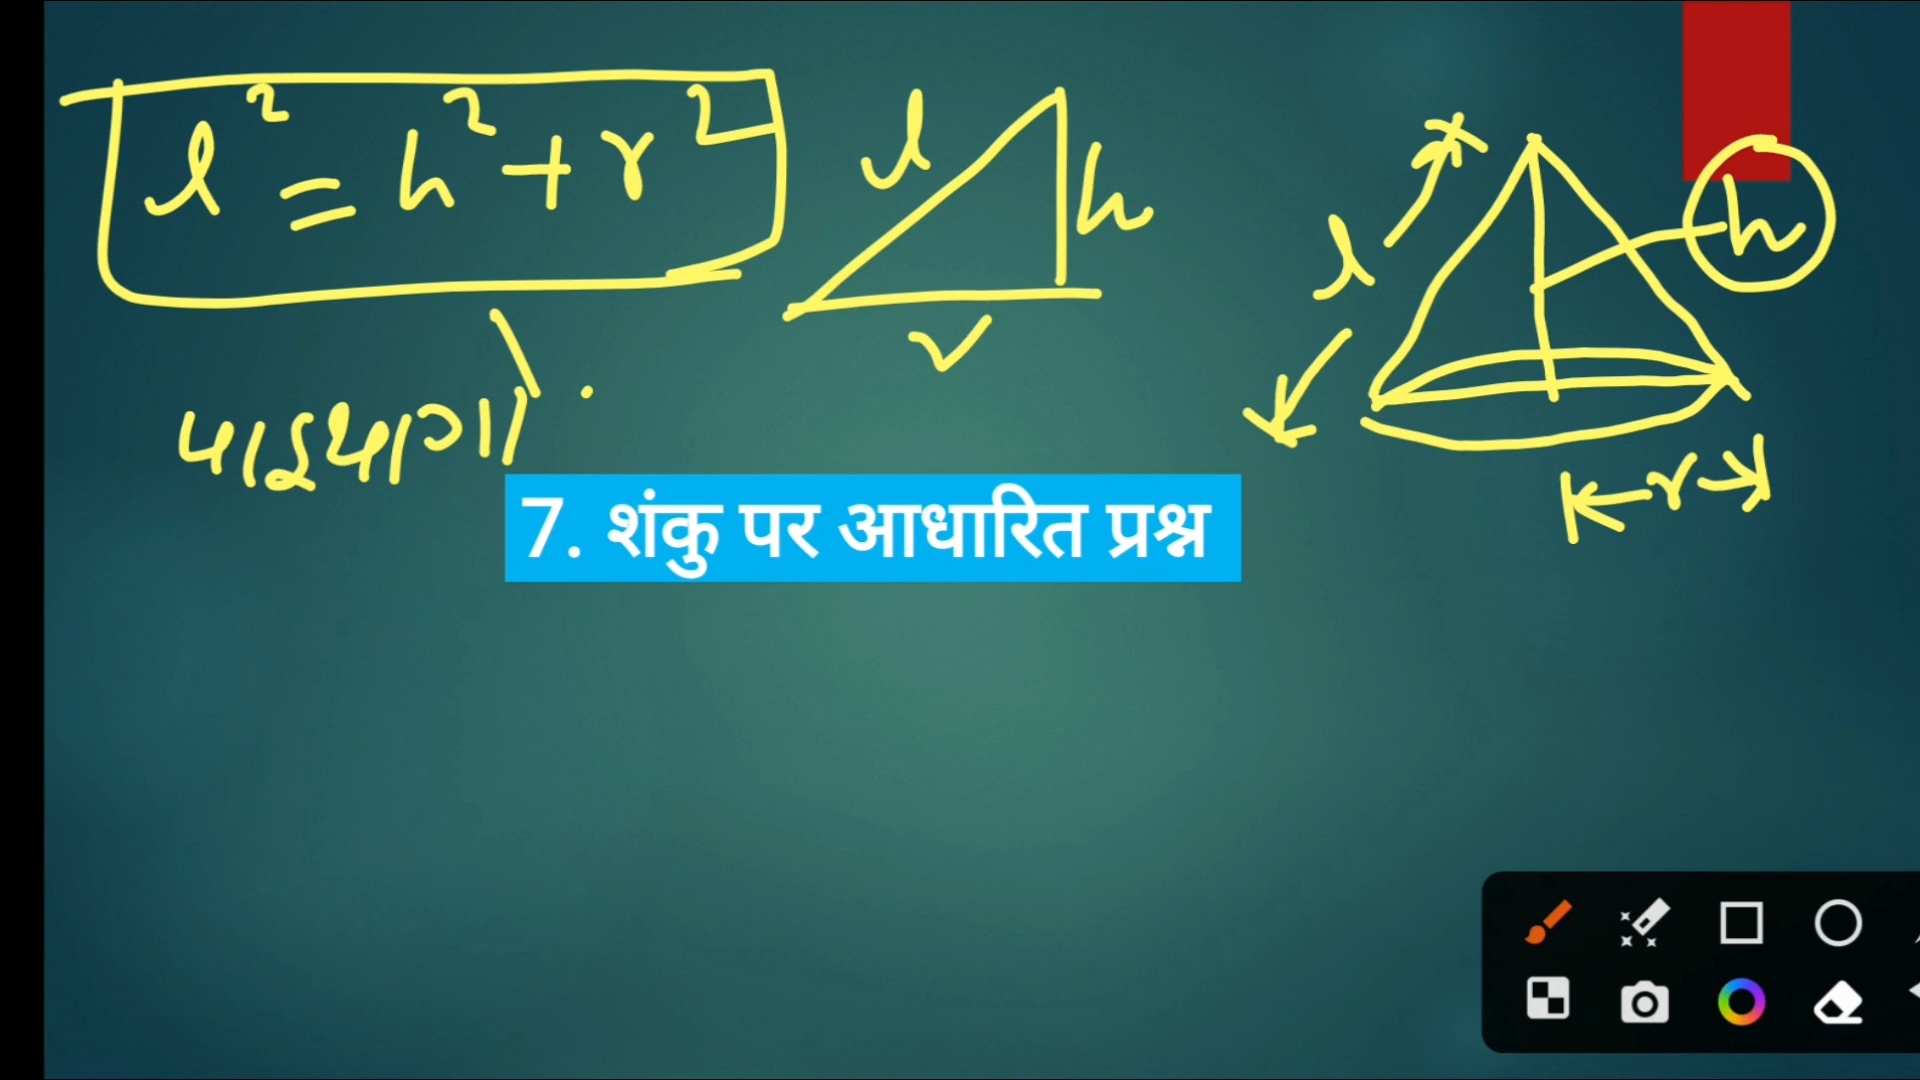 l² = h² + r²
l
h
r
l
h
r
पाइथागो
7. शंकु पर आधारित प्रश्न